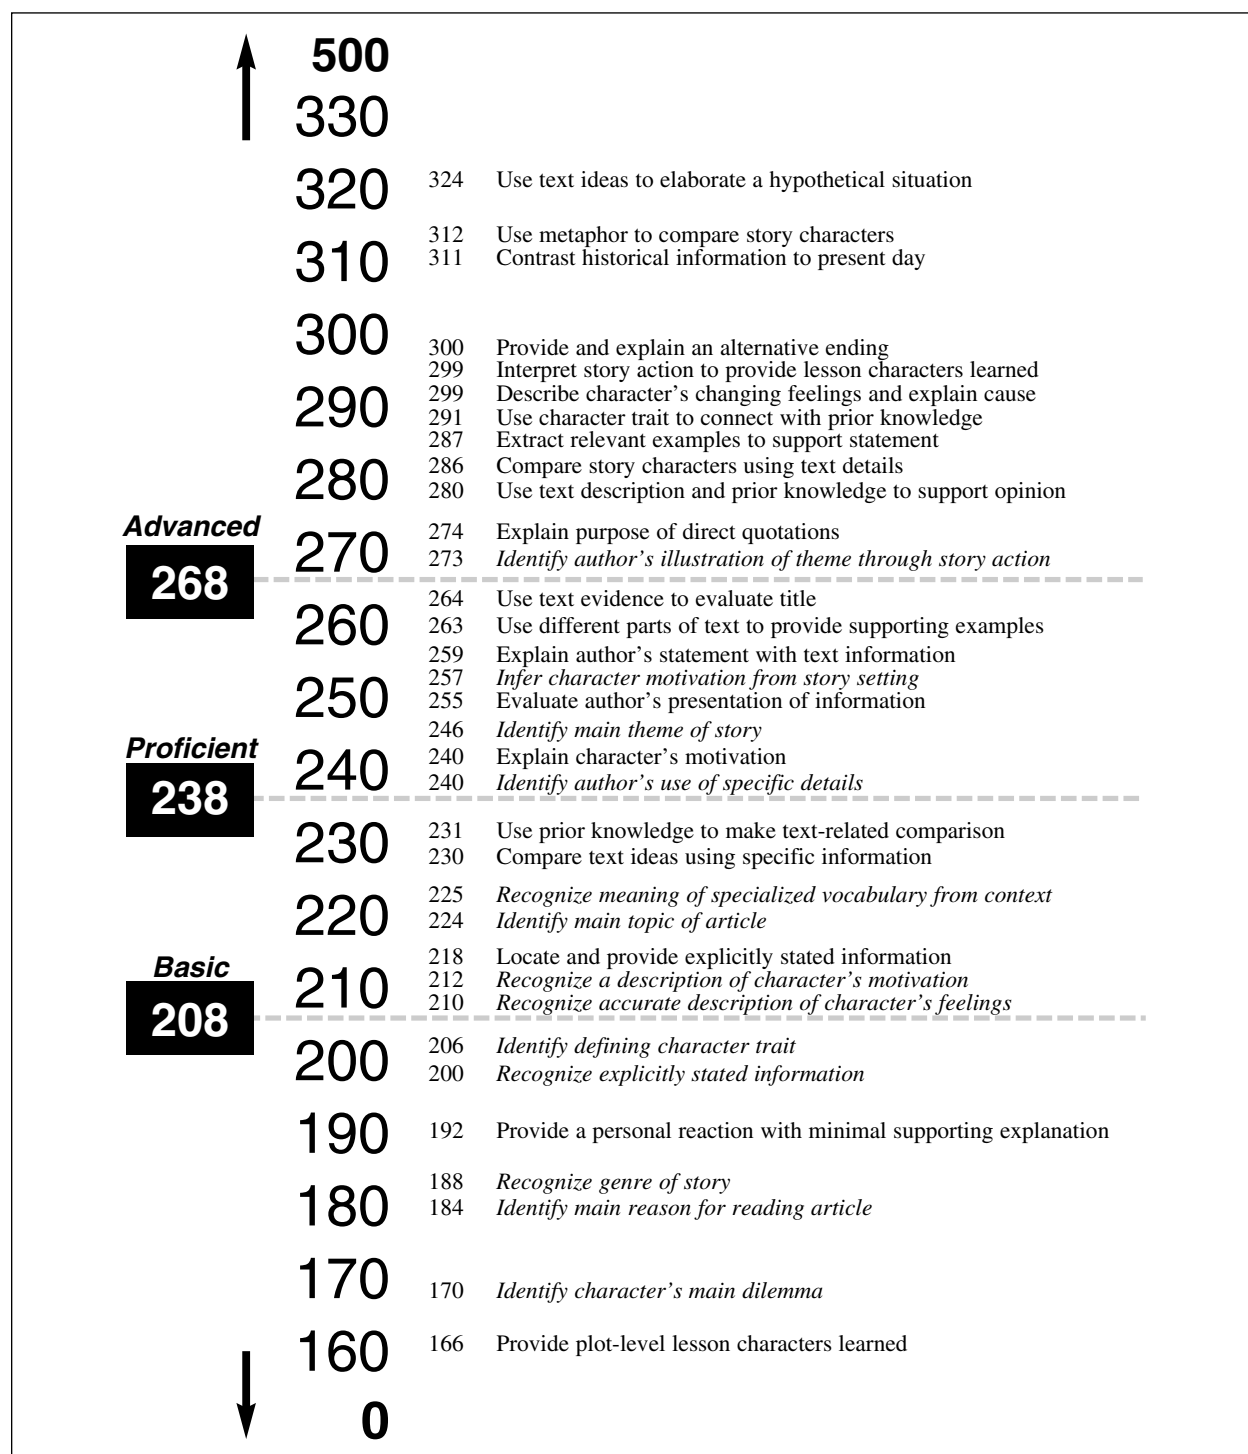 500
330
320
324 Use text ideas to elaborate a hypothetical situation
312 Use metaphor to compare story characters
310
311 Contrast historical information to present day
300
300 Provide and explain an alternative ending
299 Interpret story action to provide lesson characters learned
299 Describe character’s changing feelings and explain cause
290
291 Use character trait to connect with prior knowledge
287 Extract relevant examples to support statement
286 Compare story characters using text details
280
280 Use text description and prior knowledge to support opinion
Advanced
274 Explain purpose of direct quotations
270
273 Identify author’s illustration of theme through story action
268
264 Use text evidence to evaluate title
260
263 Use different parts of text to provide supporting examples
259 Explain author’s statement with text information
257 Infer character motivation from story setting
250
255 Evaluate author’s presentation of information
246 Identify main theme of story
Proficient
240 Explain character’s motivation
240
240 Identify author’s use of specific details
238
231 Use prior knowledge to make text-related comparison
230
230 Compare text ideas using specific information
225 Recognize meaning of specialized vocabulary from context
220
224 Identify main topic of article
218 Locate and provide explicitly stated information
Basic
212 Recognize a description of character’s motivation
210
210 Recognize accurate description of character’s feelings
208
206 Identify defining character trait
200
200 Recognize explicitly stated information
190
192 Provide a personal reaction with minimal supporting explanation
188 Recognize genre of story
180
184 Identify main reason for reading article
170
170 Identify character’s main dilemma
160
166 Provide plot-level lesson characters learned
0